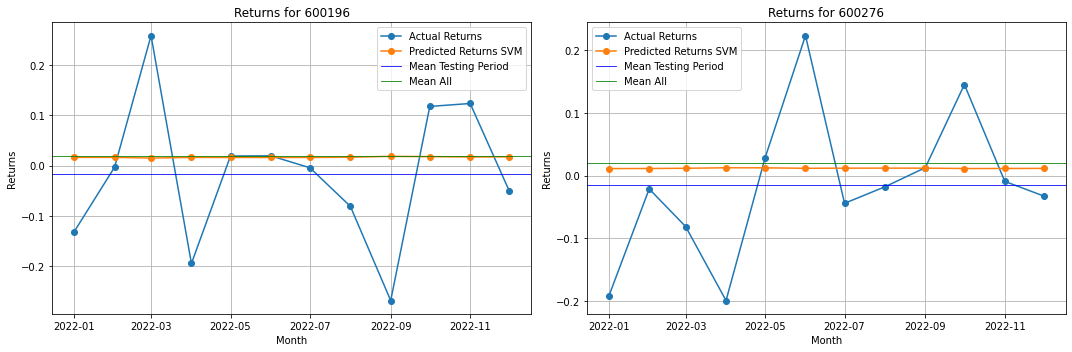 Returns for 600196
Actual Returns
Predicted Returns SVM
Mean Testing Period
Mean All
0.2
0.1
0.0
−0.1
−0.2
Returns
2022-01
2022-03
2022-05
2022-07
2022-09
2022-11
Month
Returns for 600276
Actual Returns
Predicted Returns SVM
Mean Testing Period
Mean All
0.2
0.1
0.0
−0.1
−0.2
Returns
2022-01
2022-03
2022-05
2022-07
2022-09
2022-11
Month